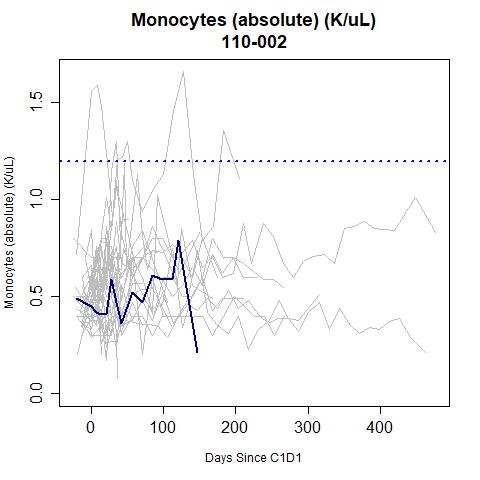 Monocytes (absolute) (K/uL)
110-002
Monocytes (absolute) (K/uL)
1.5
1.0
0.5
0.0
0 100 200 300 400
Days Since C1D1